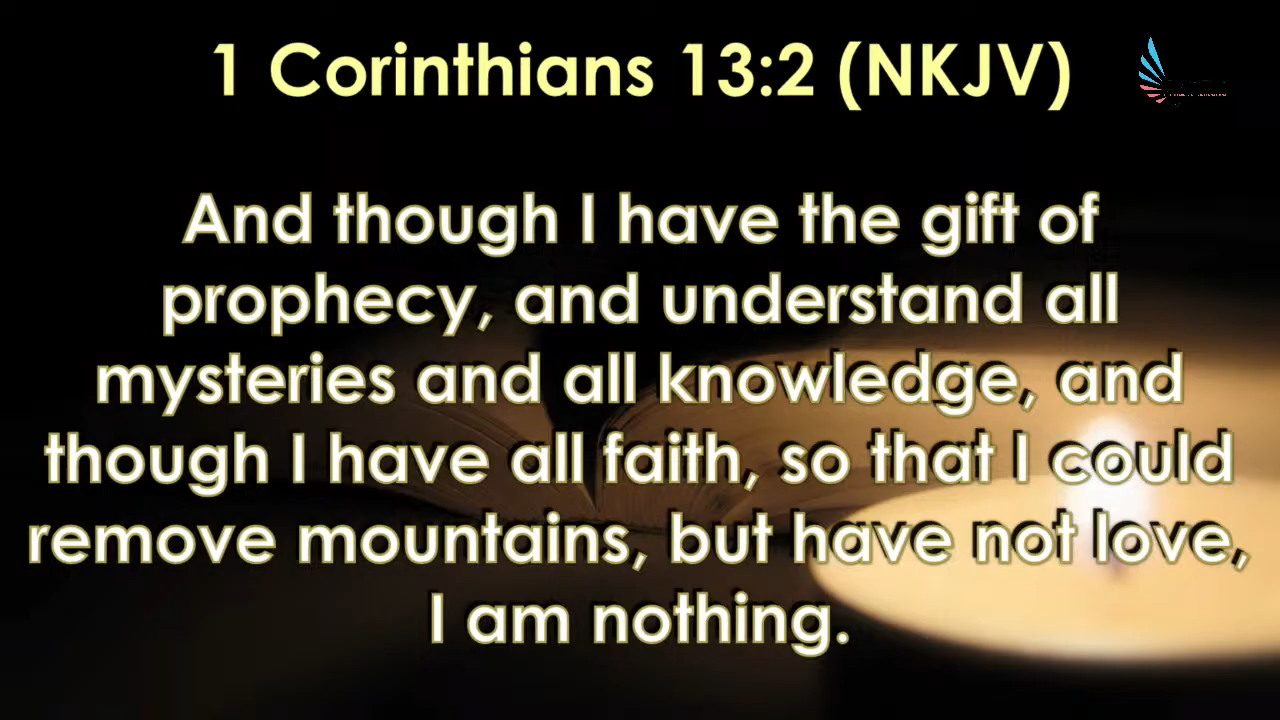 1 Corinthians 13:2 (NKJV)
And though I have the gift of
prophecy, and understand all
mysteries and all knowledge, and
though I have all faith, so that I could
remove mountains, but have not love,
I am nothing.